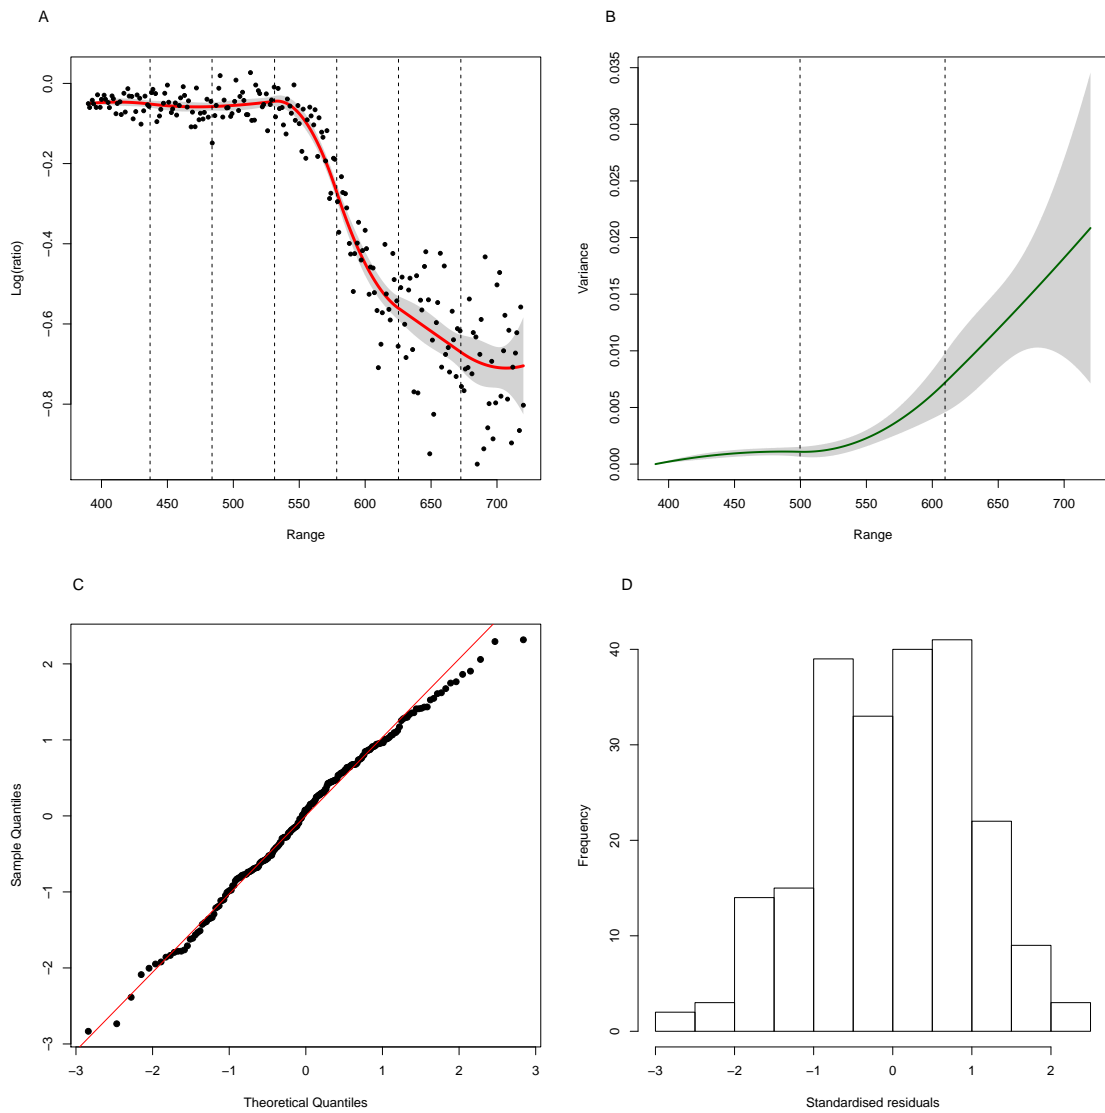 A
0.0
−0.2
−0.4
−0.6
−0.8
Log(ratio)
400 450 500 550 600 650 700
Range
B
0.035
0.030
0.025
0.020
0.015
0.010
0.005
0.000
Variance
400 450 500 550 600 650 700
Range
C
2
1
0
−1
−2
−3
Sample Quantiles
−3 −2 −1 0 1 2 3
Theoretical Quantiles
D
40
30
20
10
0
Frequency
−3 −2 −1 0 1 2
Standardised residuals